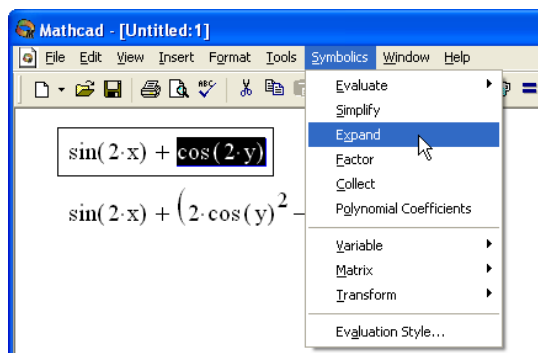 Mathcad - [Untitled:1]
File Edit View Insert Format Tools Symbolics Window Help
ABC
Evaluate
Simplify
Expand
Factor
Collect
Polynomial Coefficients
Variable
Matrix
Transform
Evaluation Style...
sin(2·x) + cos(2·y)
sin(2·x) + (2·cos(y)² −